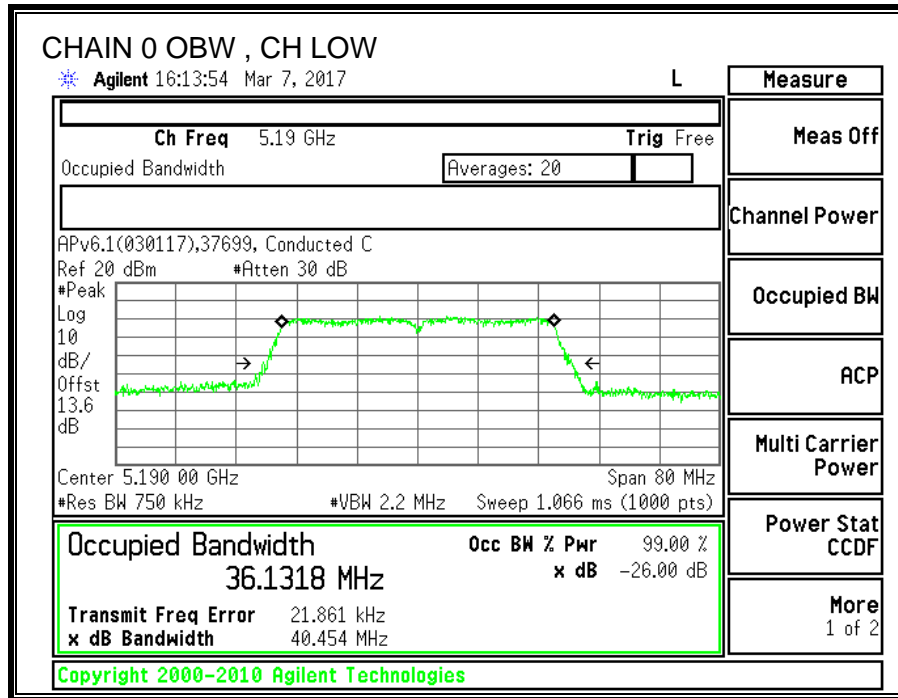 CHAIN 0 OBW , CH LOW
Agilent 16:13:54 Mar 7, 2017 L
Measure
Ch Freq 5.19 GHz Trig Free
Occupied Bandwidth Averages: 20
APv6.1(030117),37699, Conducted C
Ref 20 dBm #Atten 30 dB
#Peak
Log
10
dB/
Offst
13.6
dB
Center 5.190 00 GHz Span 80 MHz
#Res BW 750 kHz #VBW 2.2 MHz Sweep 1.066 ms (1000 pts)
Occupied Bandwidth Occ BW % Pwr 99.00 %
36.1318 MHz x dB -26.00 dB
Transmit Freq Error 21.861 kHz
x dB Bandwidth 40.454 MHz
Copyright 2000-2010 Agilent Technologies
Meas Off
Channel Power
Occupied BW
ACP
Multi Carrier
Power
Power Stat
CCDF
More
1 of 2